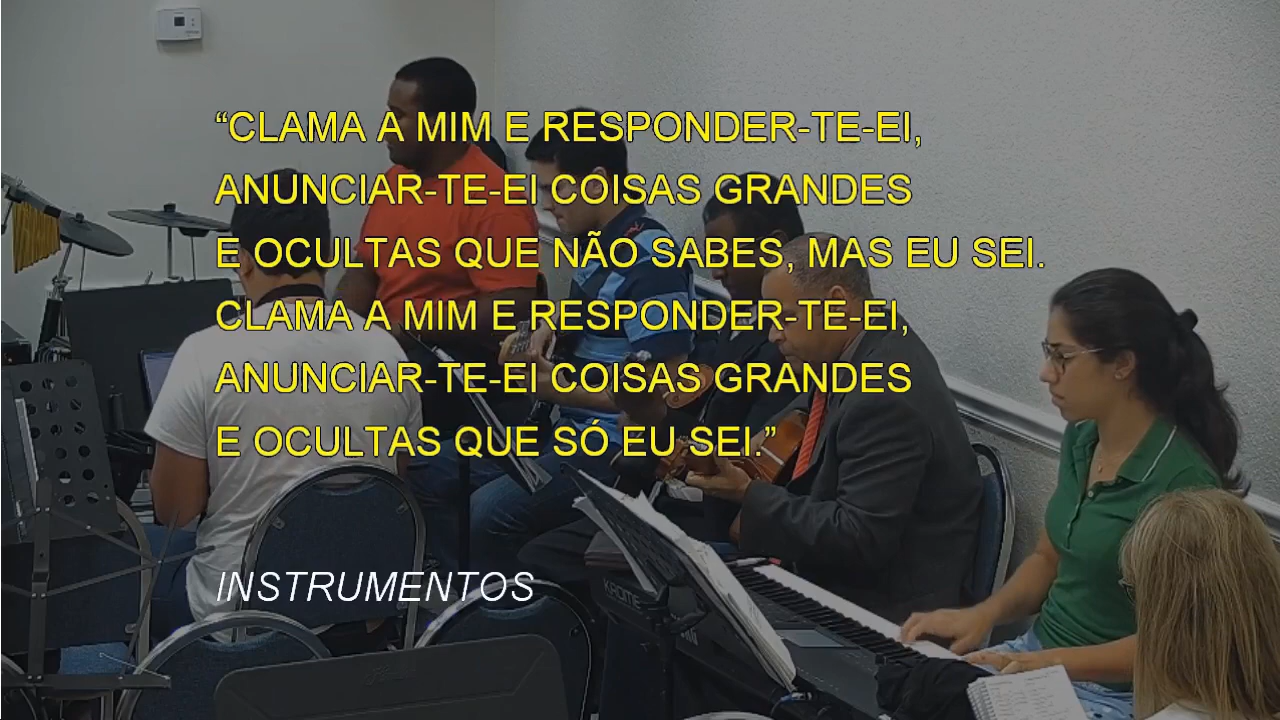 “CLAMA A MIM E RESPONDER-TE-EI,
ANUNCIAR-TE-EI COISAS GRANDES
E OCULTAS QUE NÃO SABES, MAS EU SEI.
CLAMA A MIM E RESPONDER-TE-EI,
ANUNCIAR-TE-EI COISAS GRANDES
E OCULTAS QUE SÓ EU SEI.”
INSTRUMENTOS